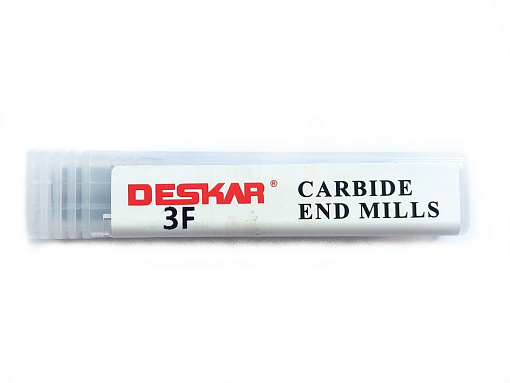 DESKAR®
3F
CARBIDE
END MILLS